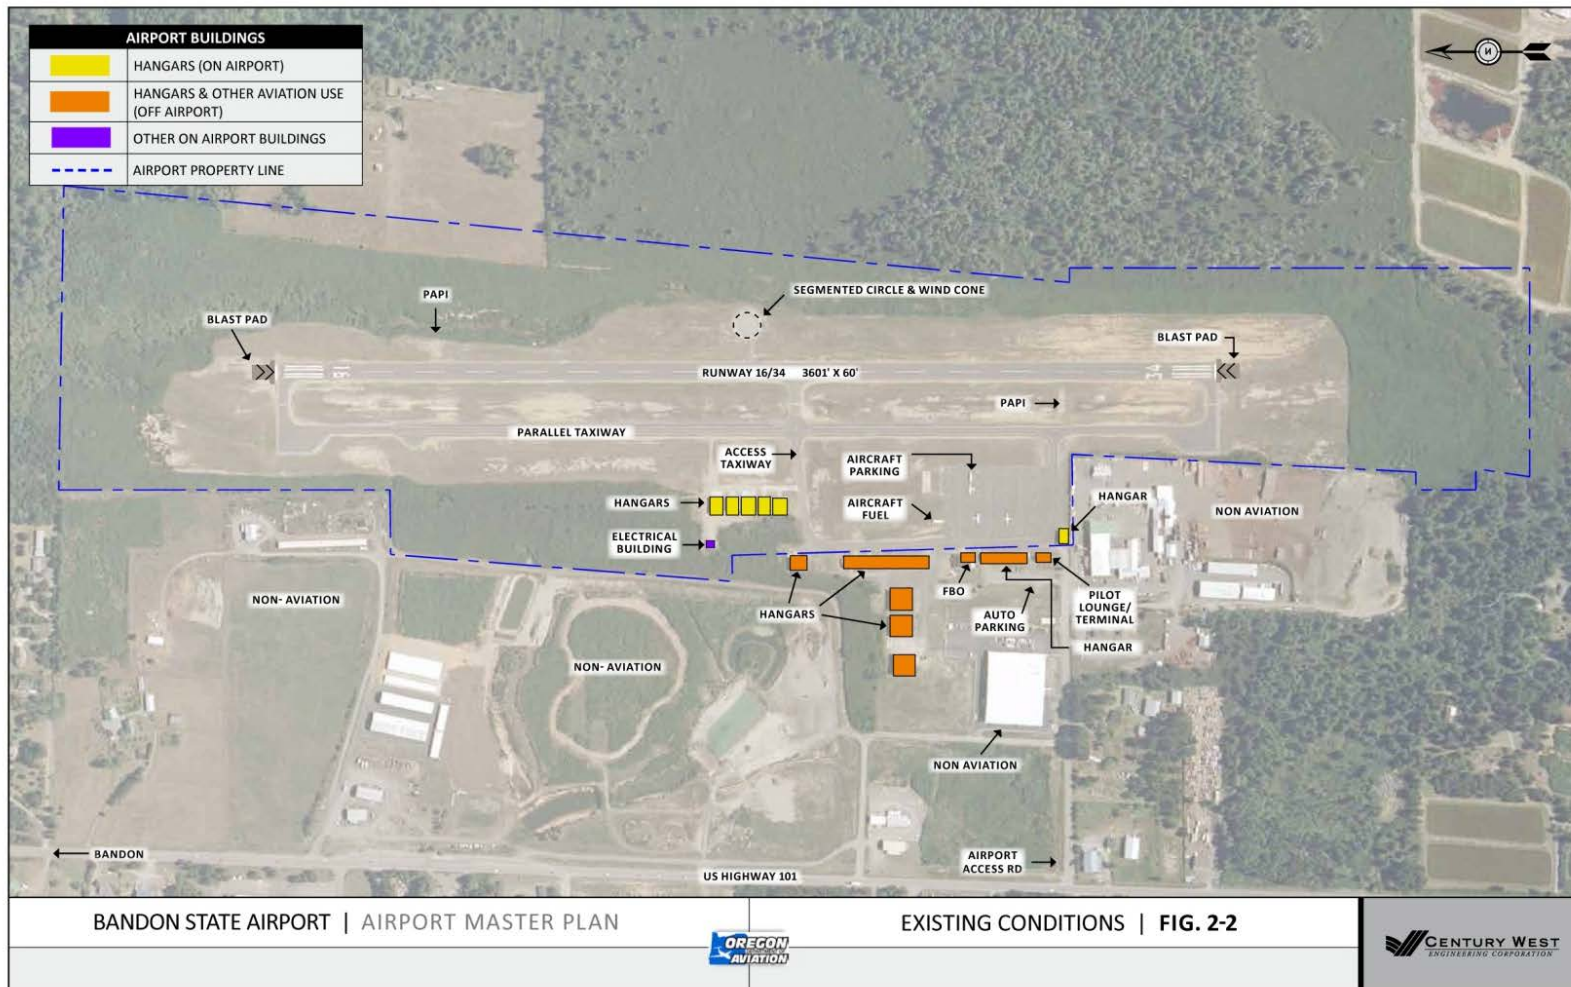 AIRPORT BUILDINGS
HANGARS (ON AIRPORT)
HANGARS & OTHER AVIATION USE
(OFF AIRPORT)
OTHER ON AIRPORT BUILDINGS
AIRPORT PROPERTY LINE
N
SEGMENTED CIRCLE & WIND CONE
PAPI
BLAST PAD
BLAST PAD
16
RUNWAY 16/34 3601' X 60'
34
PAPI
PARALLEL TAXIWAY
ACCESS
TAXIWAY
AIRCRAFT
PARKING
HANGARS
AIRCRAFT
FUEL
HANGAR
NON AVIATION
ELECTRICAL
BUILDING
NON- AVIATION
HANGARS
FBO
AUTO
PARKING
PILOT
LOUNGE/
TERMINAL
HANGAR
NON- AVIATION
NON AVIATION
BANDON
AIRPORT
ACCESS RD
US HIGHWAY 101
BANDON STATE AIRPORT | AIRPORT MASTER PLAN
OREGON
AVIATION
EXISTING CONDITIONS | FIG. 2-2
CENTURY WEST
ENGINEERING CORPORATION